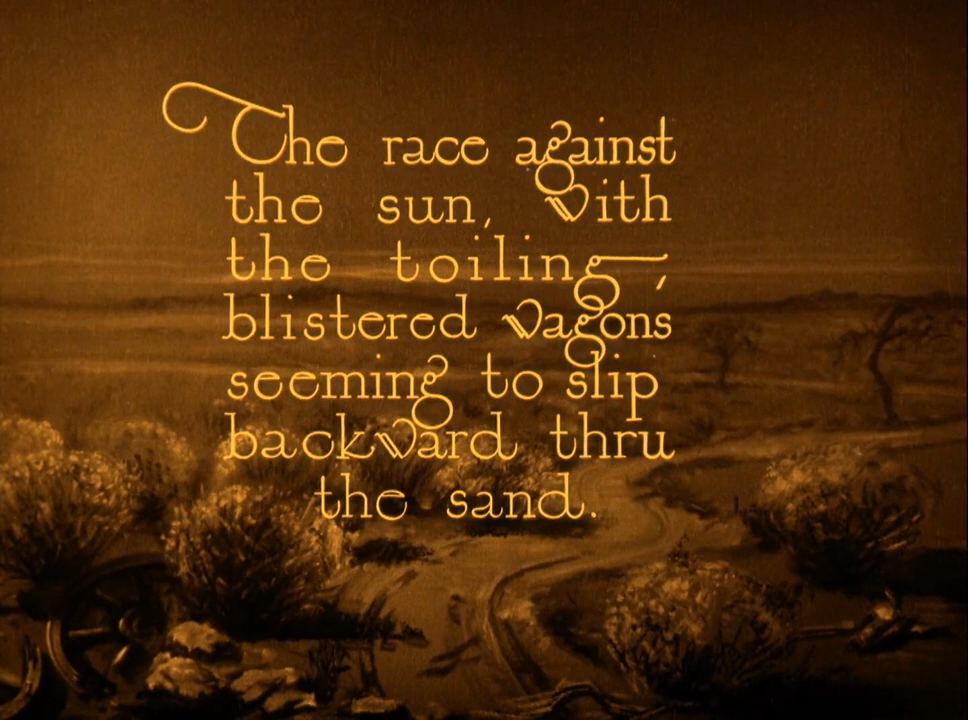 The race against
the sun, with
the toiling,
blistered wagons
seeming to slip
backward thru
the sand.